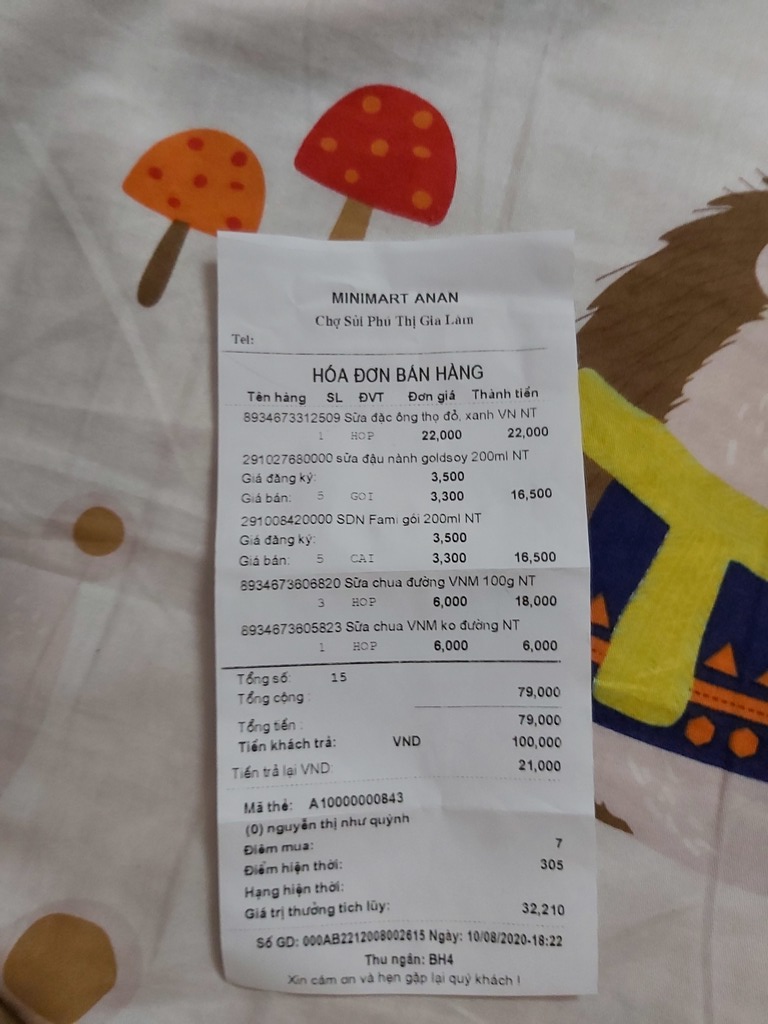 MINIMART ANAN
Chợ Sủi Phú Thị Gia Lâm
Tel:
HÓA ĐƠN BÁN HÀNG
Tên hàng SL ĐVT Đơn giá Thành tiền
8934673312509 Sữa đặc ông thọ đỏ, xanh VN NT
1 HOP 22,000 22,000
291027680000 sữa đậu nành goldsoy 200ml NT
Giá đăng ký: 3,500
Giá bán: 5 GOI 3,300 16,500
291008420000 SDN Fami gói 200ml NT
Giá đăng ký: 3,500
Giá bán: 5 CAI 3,300 16,500
8934673606820 Sữa chua đường VNM 100g NT
3 HOP 6,000 18,000
8934673605823 Sữa chua VNM ko đường NT
1 HOP 6,000 6,000
Tổng số: 15
Tổng cộng : 79,000
Tổng tiền : 79,000
Tiền khách trả: VND 100,000
Tiền trả lại VND: 21,000
Mã thẻ: A10000000843
(0) nguyễn thị như quỳnh
Điểm mua: 7
Điểm hiện thời: 305
Hạng hiện thời:
Giá trị thưởng tích lũy: 32,210
Số GD: 000AB2212008002615 Ngày: 10/08/2020-18:22
Thu ngân: BH4
Xin cảm ơn và hẹn gặp lại quý khách !